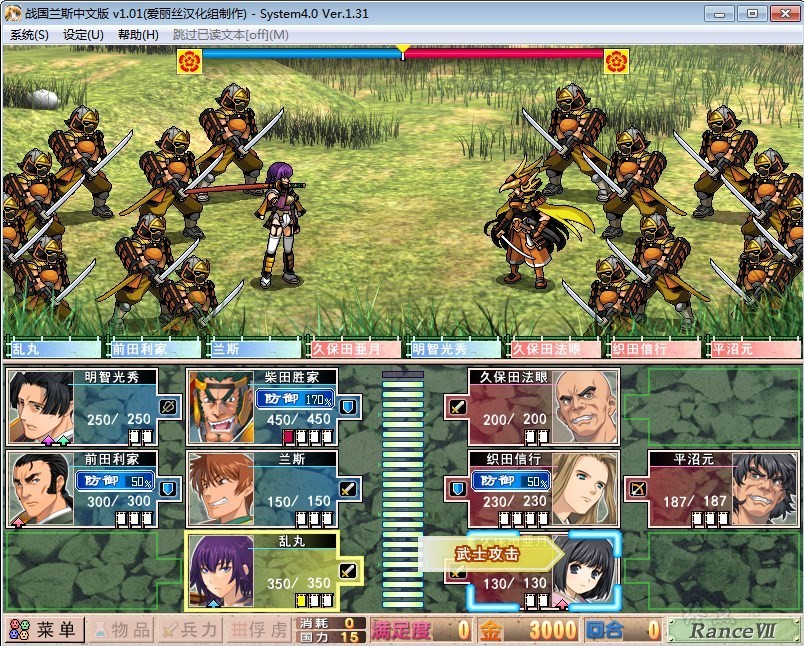 战国兰斯中文版 v1.01(爱丽丝汉化组制作) - System4.0 Ver.1.31
系统(S) 设定(U) 帮助(H) 跳过已读文本[off](M)
乱丸 前田利家 兰斯 久保田亜月 明智光秀 久保田法眼 织田信行 平沼元
明智光秀 柴田胜家 久保田法眼
防御 170%
250/ 250 450/ 450 200/ 200
前田利家 兰斯 织田信行 平沼元
防御 50% 防御 50%
300/ 300 150/ 150 230/ 230 187/ 187
乱丸
武士攻击
350/ 350 130/ 130
菜单 物品 兵力 俘虏 消耗 0 国力 15 满足度 0 金 3000 回合 0 Rance VII